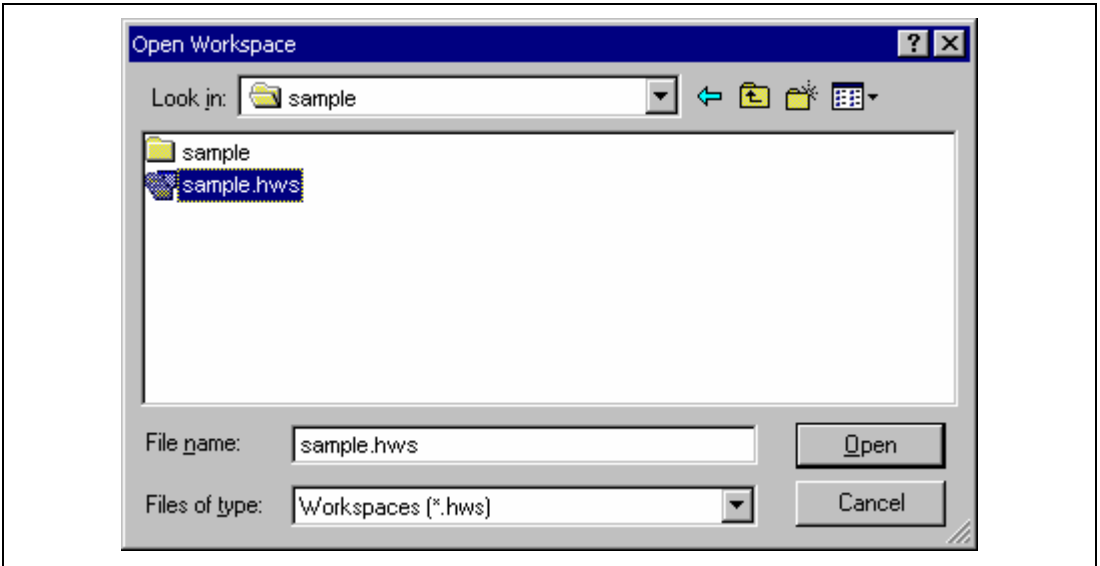 Open Workspace
Look in: sample
sample
sample.hws
File name: sample.hws
Open
Files of type: Workspaces (*.hws)
Cancel